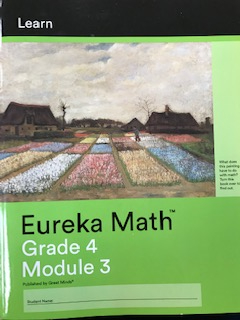 Learn
What does
this painting
have to do
with math?
Turn this
book over to
find out.
Eureka Math™
Grade 4
Module 3
Published by Great Minds®
Student Name: